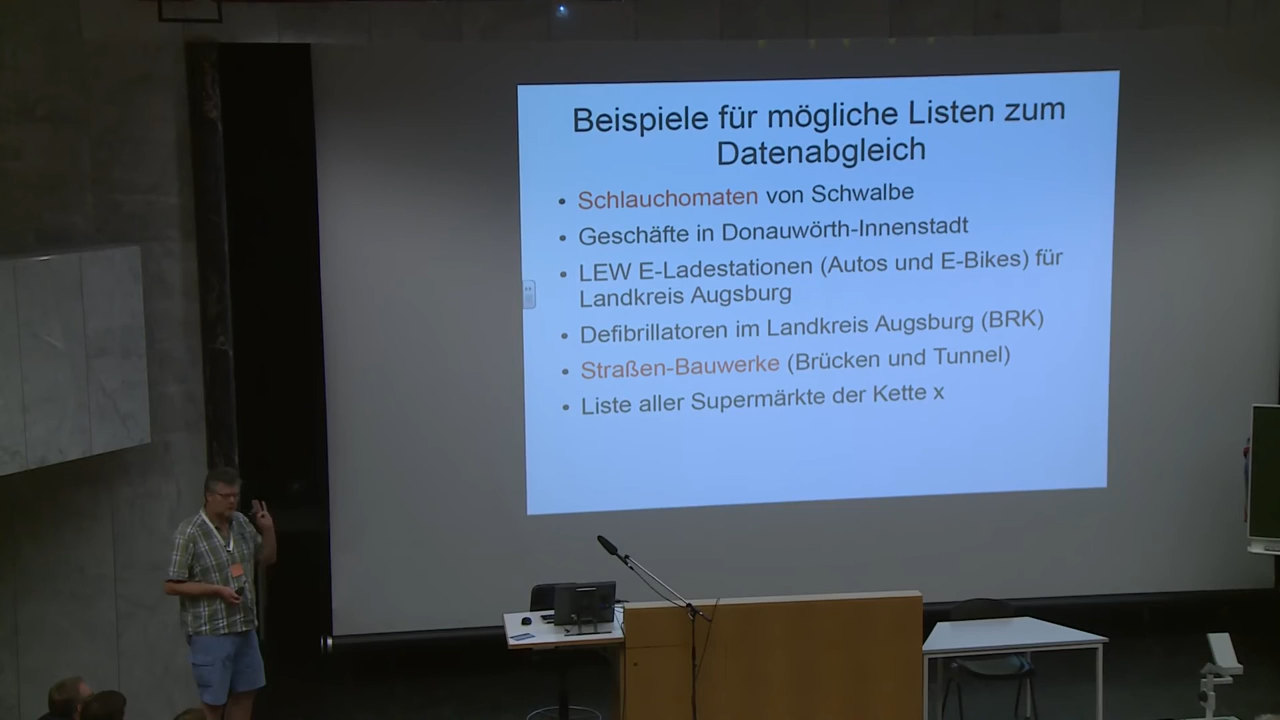 Beispiele für mögliche Listen zum
Datenabgleich
• Schlauchomaten von Schwalbe
• Geschäfte in Donauwörth-Innenstadt
• LEW E-Ladestationen (Autos und E-Bikes) für
Landkreis Augsburg
• Defibrillatoren im Landkreis Augsburg (BRK)
• Straßen-Bauwerke (Brücken und Tunnel)
• Liste aller Supermärkte der Kette x